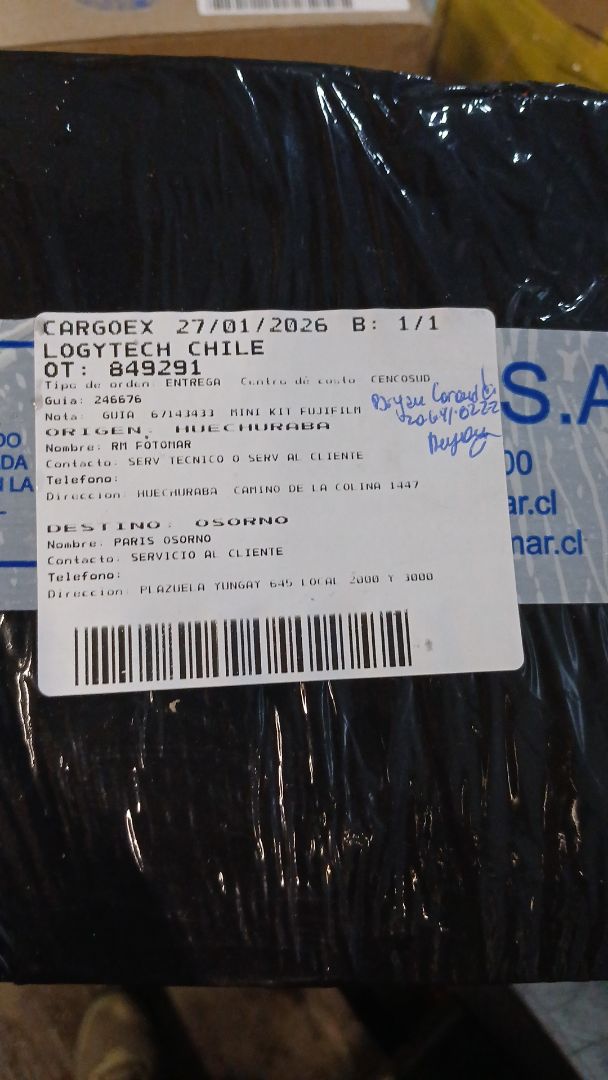 CARGOEX 27/01/2026 B: 1/1
LOGYTECH CHILE
OT: 849291
Tipo de orden: ENTREGA Centro de costo CENCOSUD
Guia: 246676
Nota: GUIA 67143433 MINI KIT FUJIFILM
ORIGEN: HUECHURABA
Nombre: RM FOTOMAR
Contacto: SERV TECNICO O SERV AL CLIENTE
Telefono:
Direccion: HUECHURABA CAMINO DE LA COLINA 1447
DESTINO: OSORNO
Nombre: PARIS OSORNO
Contacto: SERVICIO AL CLIENTE
Telefono:
Direccion: PLAZUELA YUNGAY 645 LOCAL 2000 Y 3000
Bryan
S.A
00
ar.cl
mar.cl
DO
DA
N LA